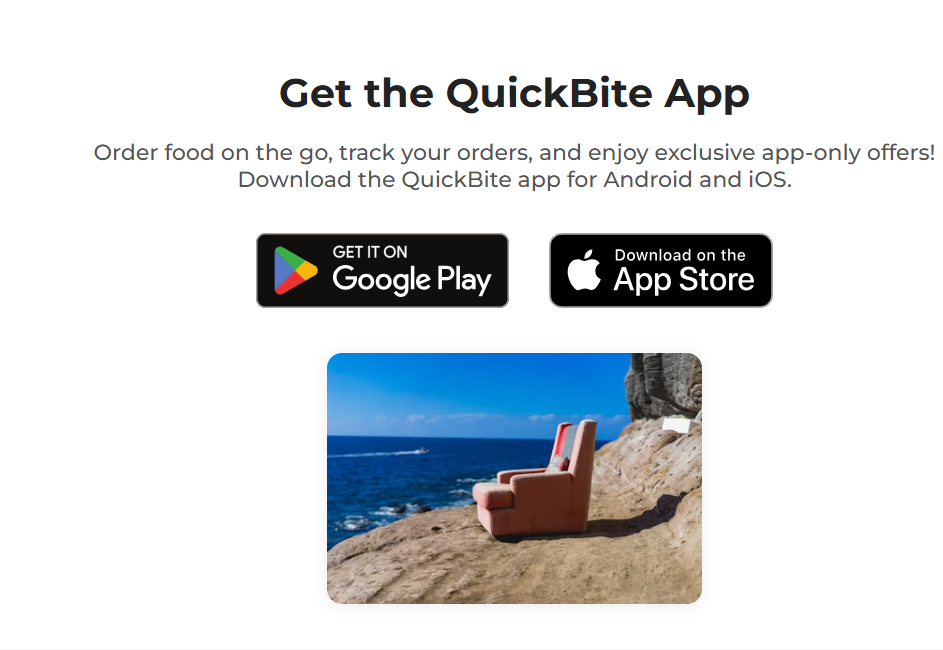 Get the QuickBite App
Order food on the go, track your orders, and enjoy exclusive app-only offers!
Download the QuickBite app for Android and iOS.
GET IT ON
Google Play
Download on the
App Store